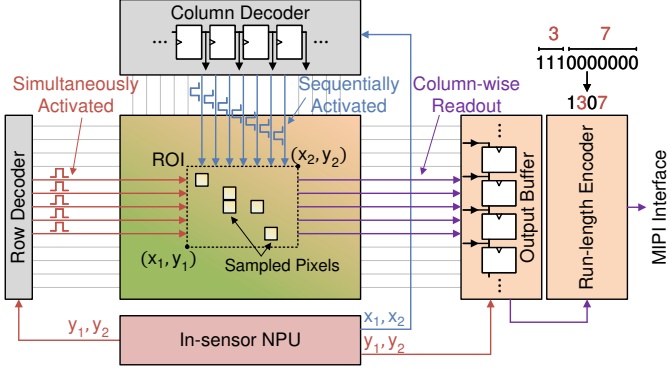 Column Decoder
...
...
3
7
1110000000
1307
Simultaneously
Activated
Sequentially
Activated
Column-wise
Readout
Row Decoder
ROI
(x2, y2)
(x1, y1)
Sampled Pixels
...
Output Buffer
...
Run-length Encoder
MIPI Interface
y1, y2
In-sensor NPU
x1, x2
y1, y2